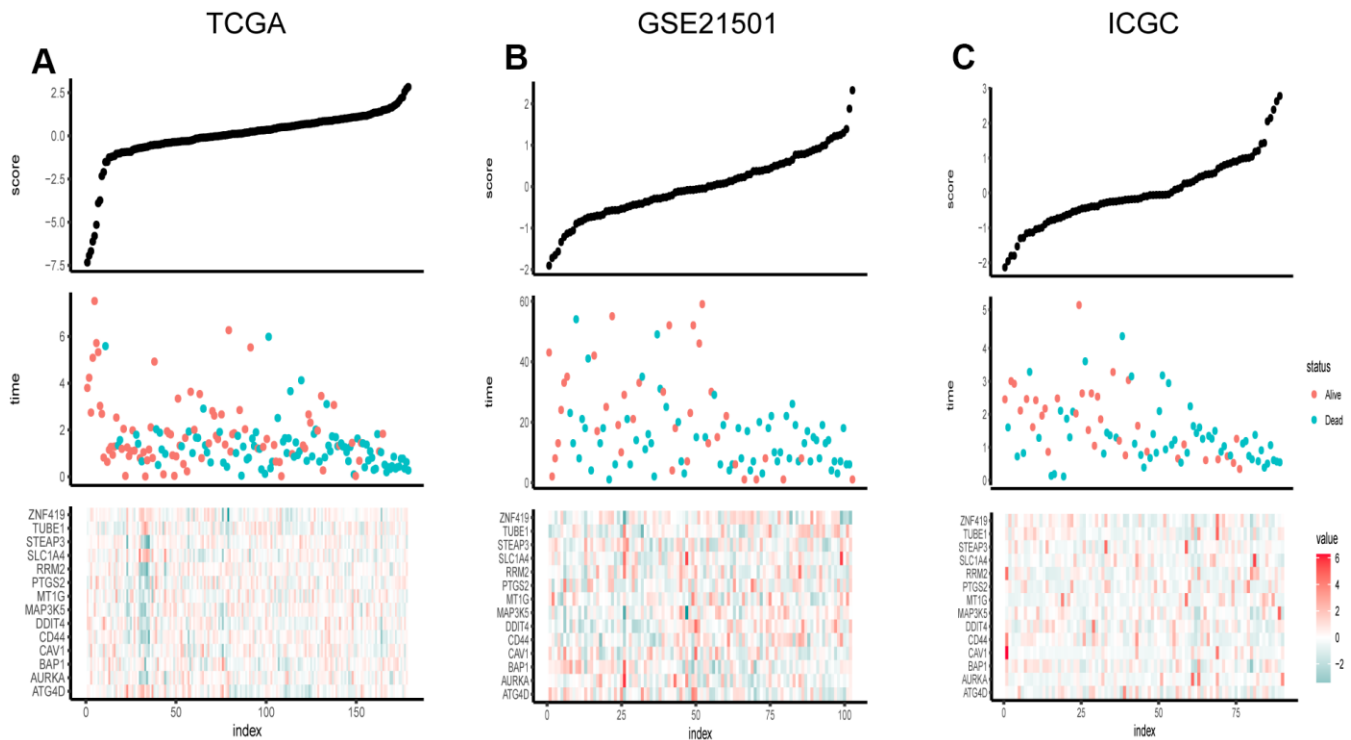 TCGA
GSE21501
ICGC
A
B
C
score
2.5
0.0
−2.5
−5.0
−7.5
score
2
1
0
−1
−2
score
3
2
1
0
−1
−2
time
6
4
2
0
time
60
40
20
0
time
5
4
3
2
1
0
status
Alive
Dead
ZNF419
TUBE1
STEAP3
SLC1A4
RRM2
PTGS2
MT1G
MAP3K5
DDIT4
CD44
CAV1
BAP1
AURKA
ATG4D
0
50
100
150
index
ZNF419
TUBE1
STEAP3
SLC1A4
RRM2
PTGS2
MT1G
MAP3K5
DDIT4
CD44
CAV1
BAP1
AURKA
ATG4D
0
25
50
75
100
index
ZNF419
TUBE1
STEAP3
SLC1A4
RRM2
PTGS2
MT1G
MAP3K5
DDIT4
CD44
CAV1
BAP1
AURKA
ATG4D
0
25
50
75
index
value
6
4
2
0
−2